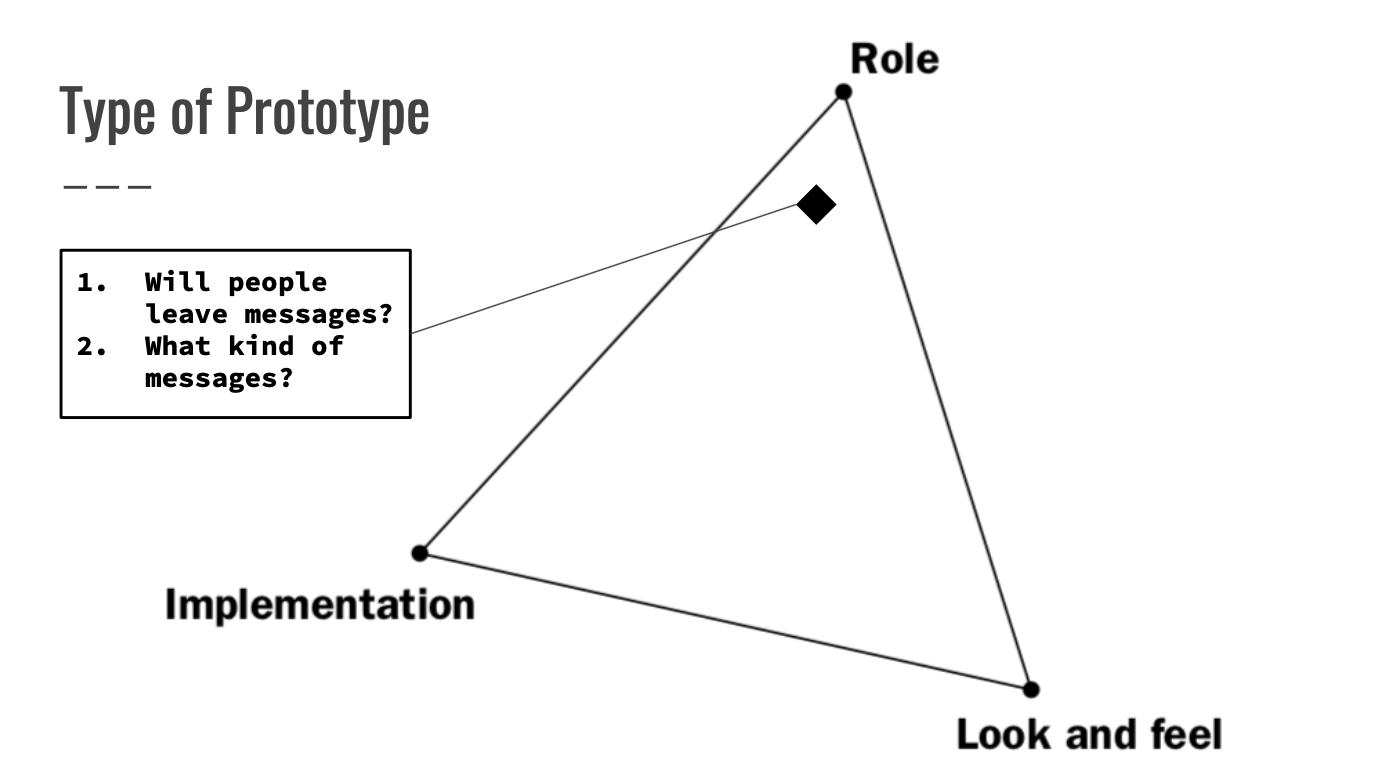 Role
Type of Prototype
1. Will people
leave messages?
2. What kind of
messages?
Implementation
Look and feel